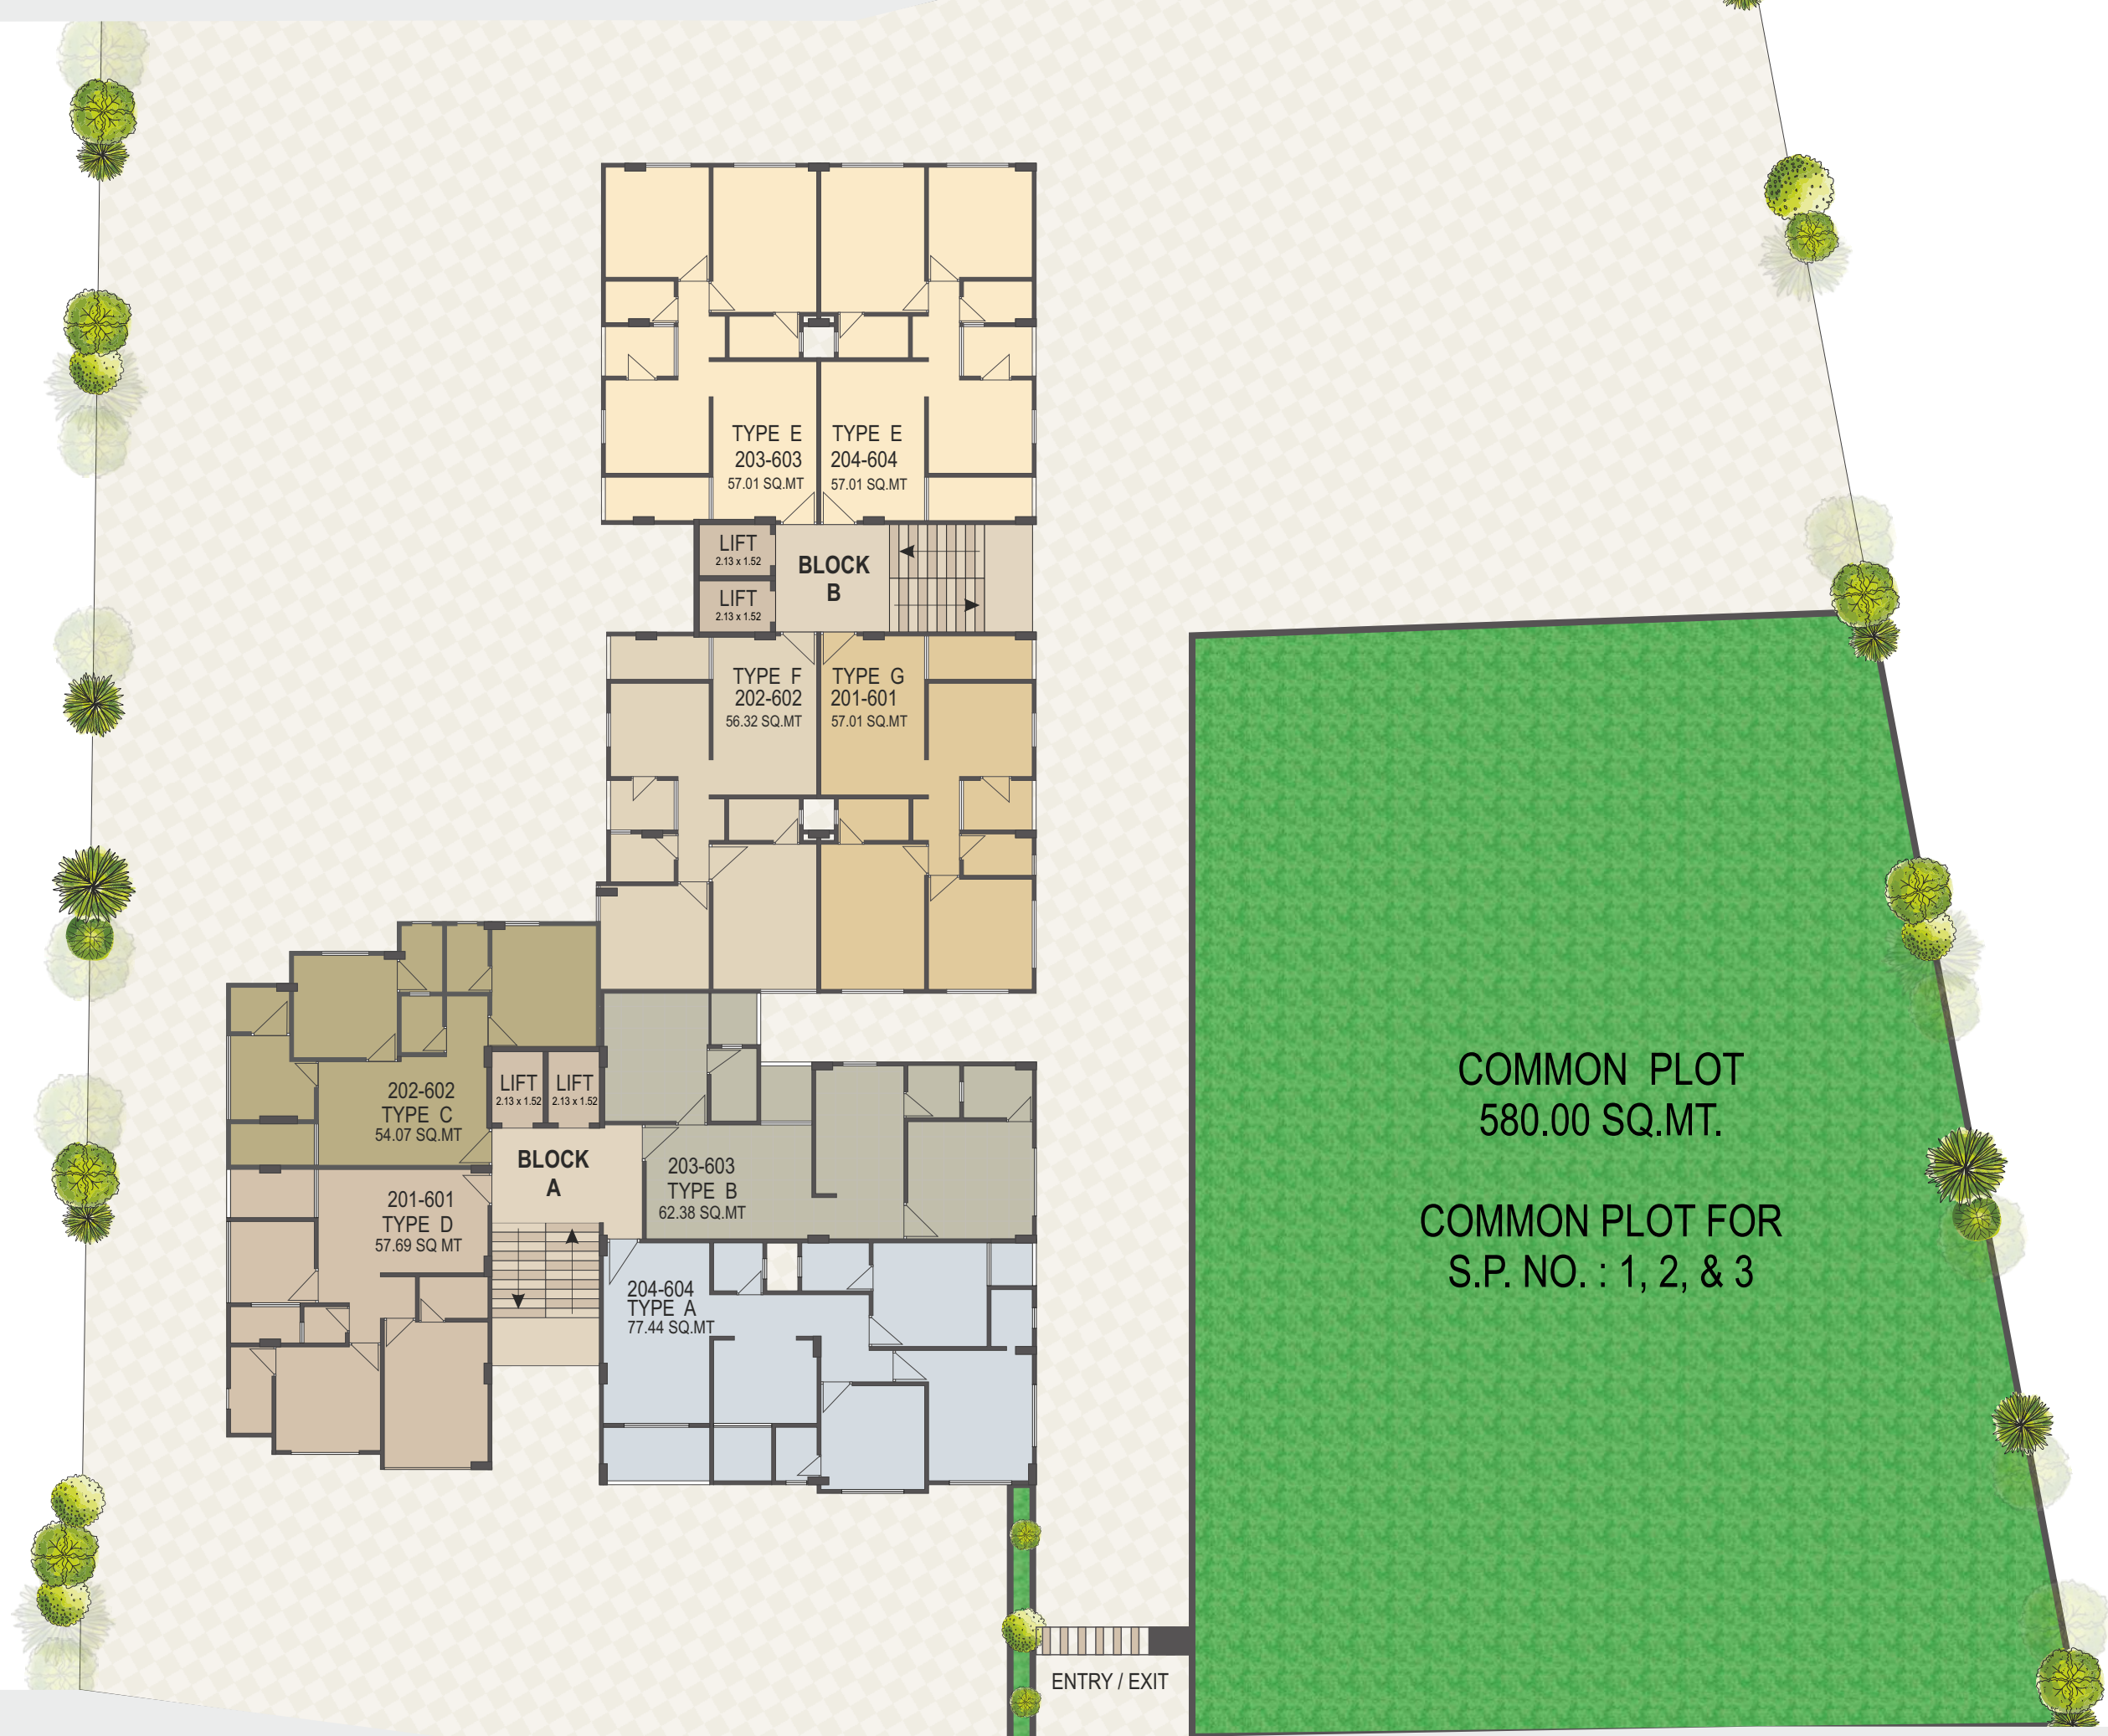 TYPE E
203-603
57.01 SQ.MT
TYPE E
204-604
57.01 SQ.MT
LIFT
2.13 x 1.52
LIFT
2.13 x 1.52
BLOCK
B
TYPE F
202-602
56.32 SQ.MT
TYPE G
201-601
57.01 SQ.MT
202-602
TYPE C
54.07 SQ.MT
LIFT
2.13 x 1.52
LIFT
2.13 x 1.52
BLOCK
A
203-603
TYPE B
62.38 SQ.MT
201-601
TYPE D
57.69 SQ MT
204-604
TYPE A
77.44 SQ.MT
COMMON PLOT
580.00 SQ.MT.
COMMON PLOT FOR
S.P. NO. : 1, 2, & 3
ENTRY / EXIT